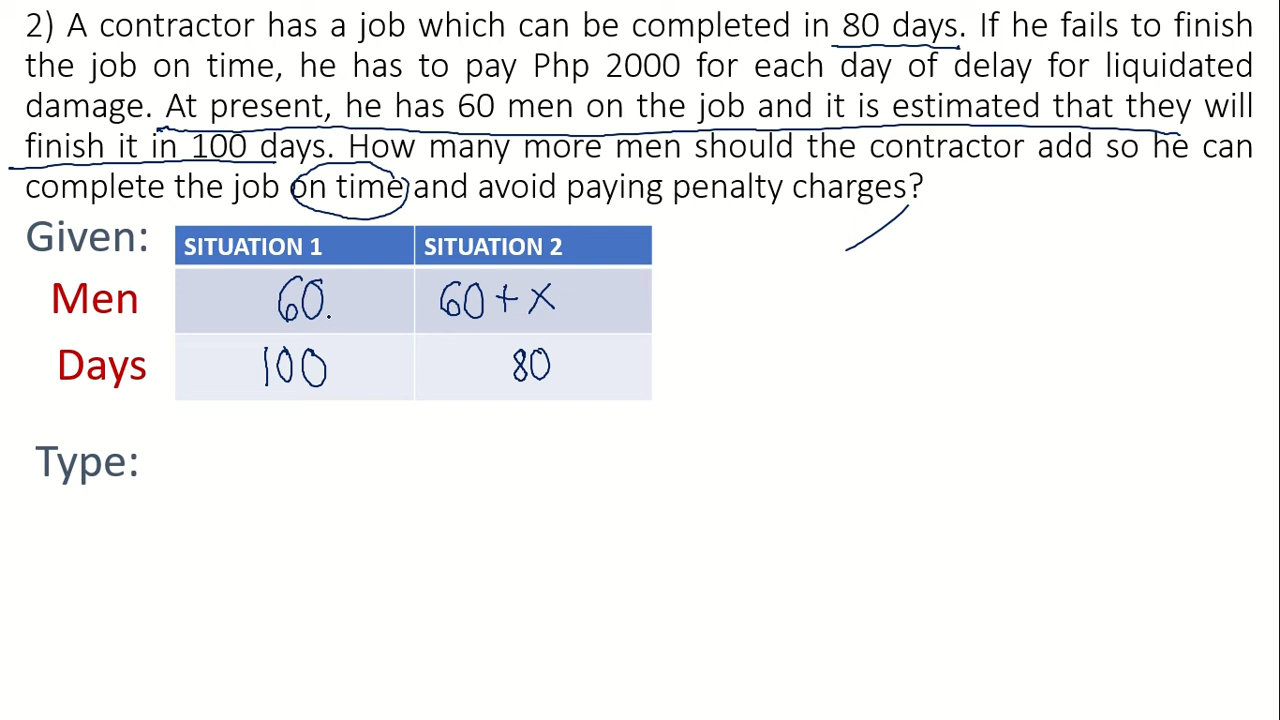 2) A contractor has a job which can be completed in 80 days. If he fails to finish
the job on time, he has to pay Php 2000 for each day of delay for liquidated
damage. At present, he has 60 men on the job and it is estimated that they will
finish it in 100 days. How many more men should the contractor add so he can
complete the job on time and avoid paying penalty charges?
Given:
SITUATION 1 SITUATION 2
Men 60. 60 + x
Days 100 80
Type: